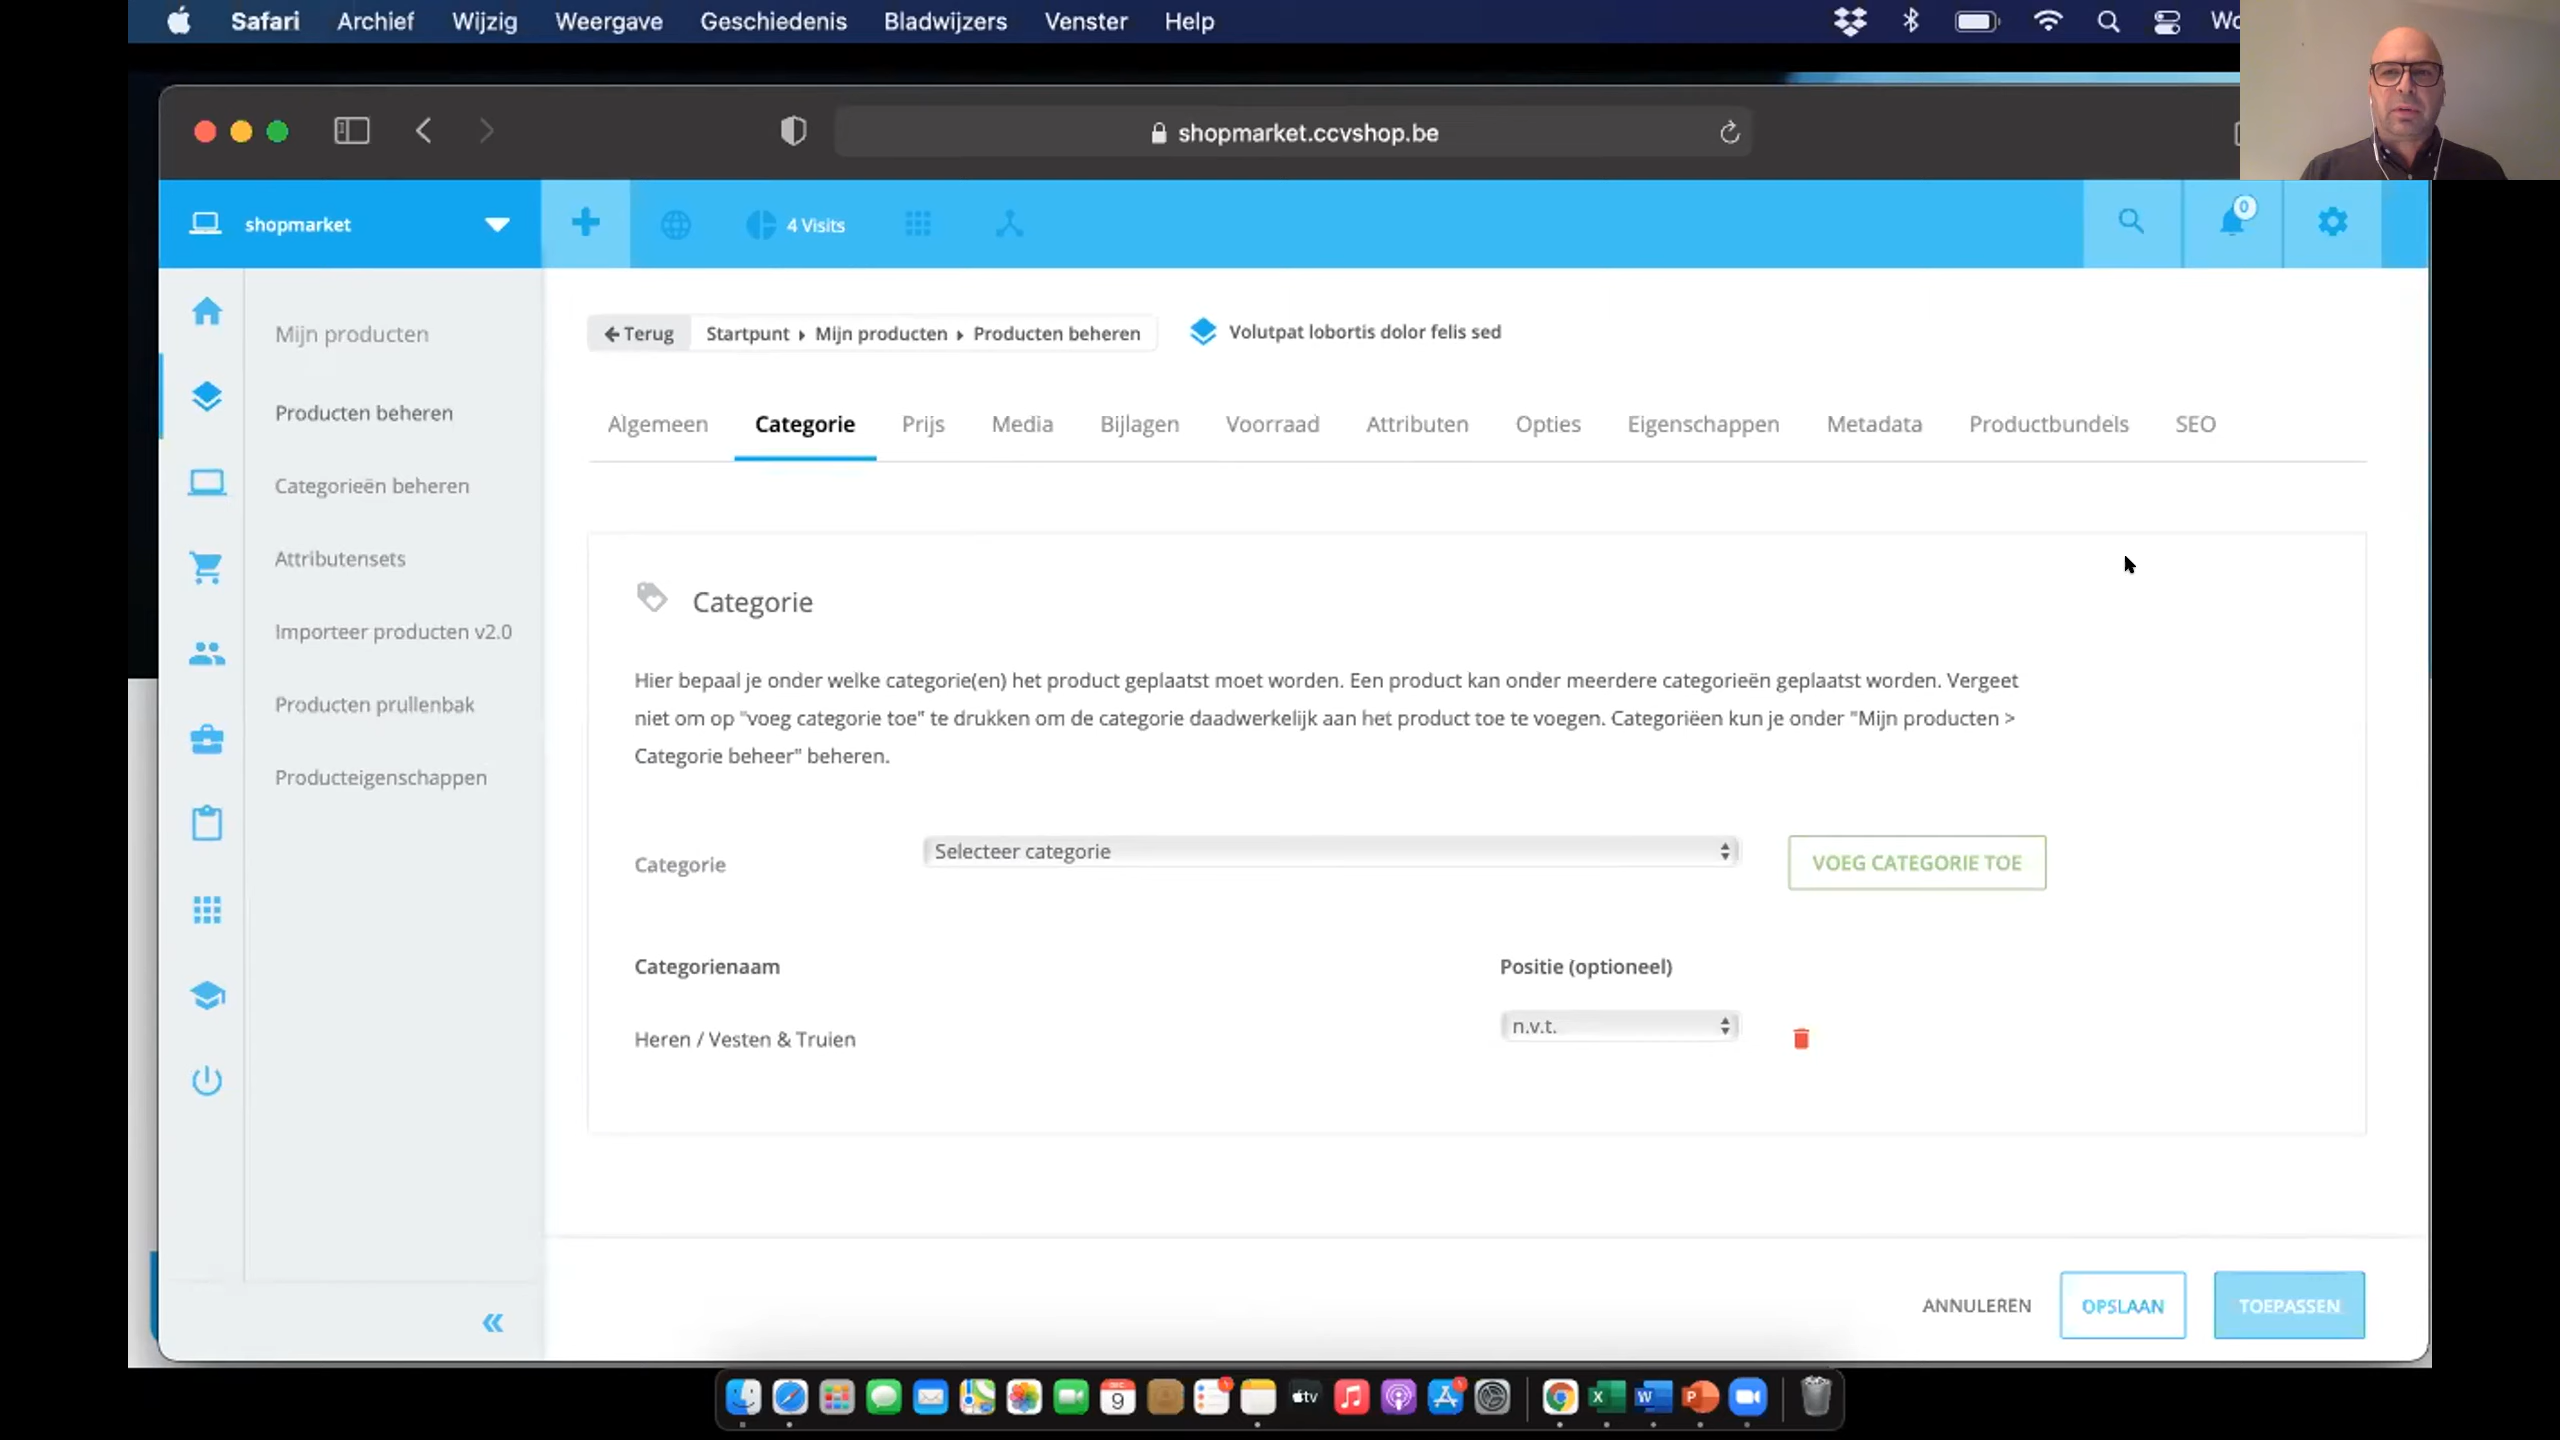 Safari Archief Wijzig Weergave Geschiedenis Bladwijzers Venster Help
shopmarket.ccvshop.be
shopmarket
4 Visits
0
Mijn producten
Producten beheren
Categorieën beheren
Attributensets
Importeer producten v2.0
Producten prullenbak
Producteigenschappen
Terug Startpunt Mijn producten Producten beheren
Volutpat lobortis dolor felis sed
Algemeen Categorie Prijs Media Bijlagen Voorraad Attributen Opties Eigenschappen Metadata Productbundels SEO
Categorie
Hier bepaal je onder welke categorie(en) het product geplaatst moet worden. Een product kan onder meerdere categorieën geplaatst worden. Vergeet
niet om op "voeg categorie toe" te drukken om de categorie daadwerkelijk aan het product toe te voegen. Categoriëen kun je onder "Mijn producten >
Categorie beheer" beheren.
Categorie
Selecteer categorie
VOEG CATEGORIE TOE
Categorienaam
Positie (optioneel)
Heren / Vesten & Truien
n.v.t.
ANNULEREN
OPSLAAN
TOEPASSEN
9
tv
X
W
P